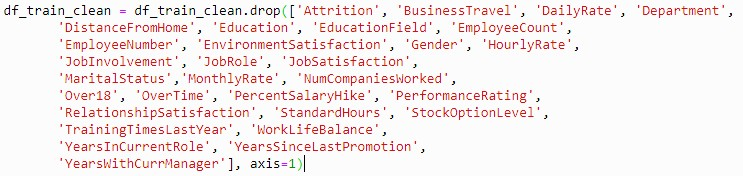 df_train_clean = df_train_clean.drop(['Attrition', 'BusinessTravel', 'DailyRate', 'Department',
'DistanceFromHome', 'Education', 'EducationField', 'EmployeeCount',
'EmployeeNumber', 'EnvironmentSatisfaction', 'Gender', 'HourlyRate',
'JobInvolvement', 'JobRole', 'JobSatisfaction',
'MaritalStatus','MonthlyRate', 'NumCompaniesWorked',
'Over18', 'OverTime', 'PercentSalaryHike', 'PerformanceRating',
'RelationshipSatisfaction', 'StandardHours', 'StockOptionLevel',
'TrainingTimesLastYear', 'WorkLifeBalance',
'YearsInCurrentRole', 'YearsSinceLastPromotion',
'YearsWithCurrManager'], axis=1)